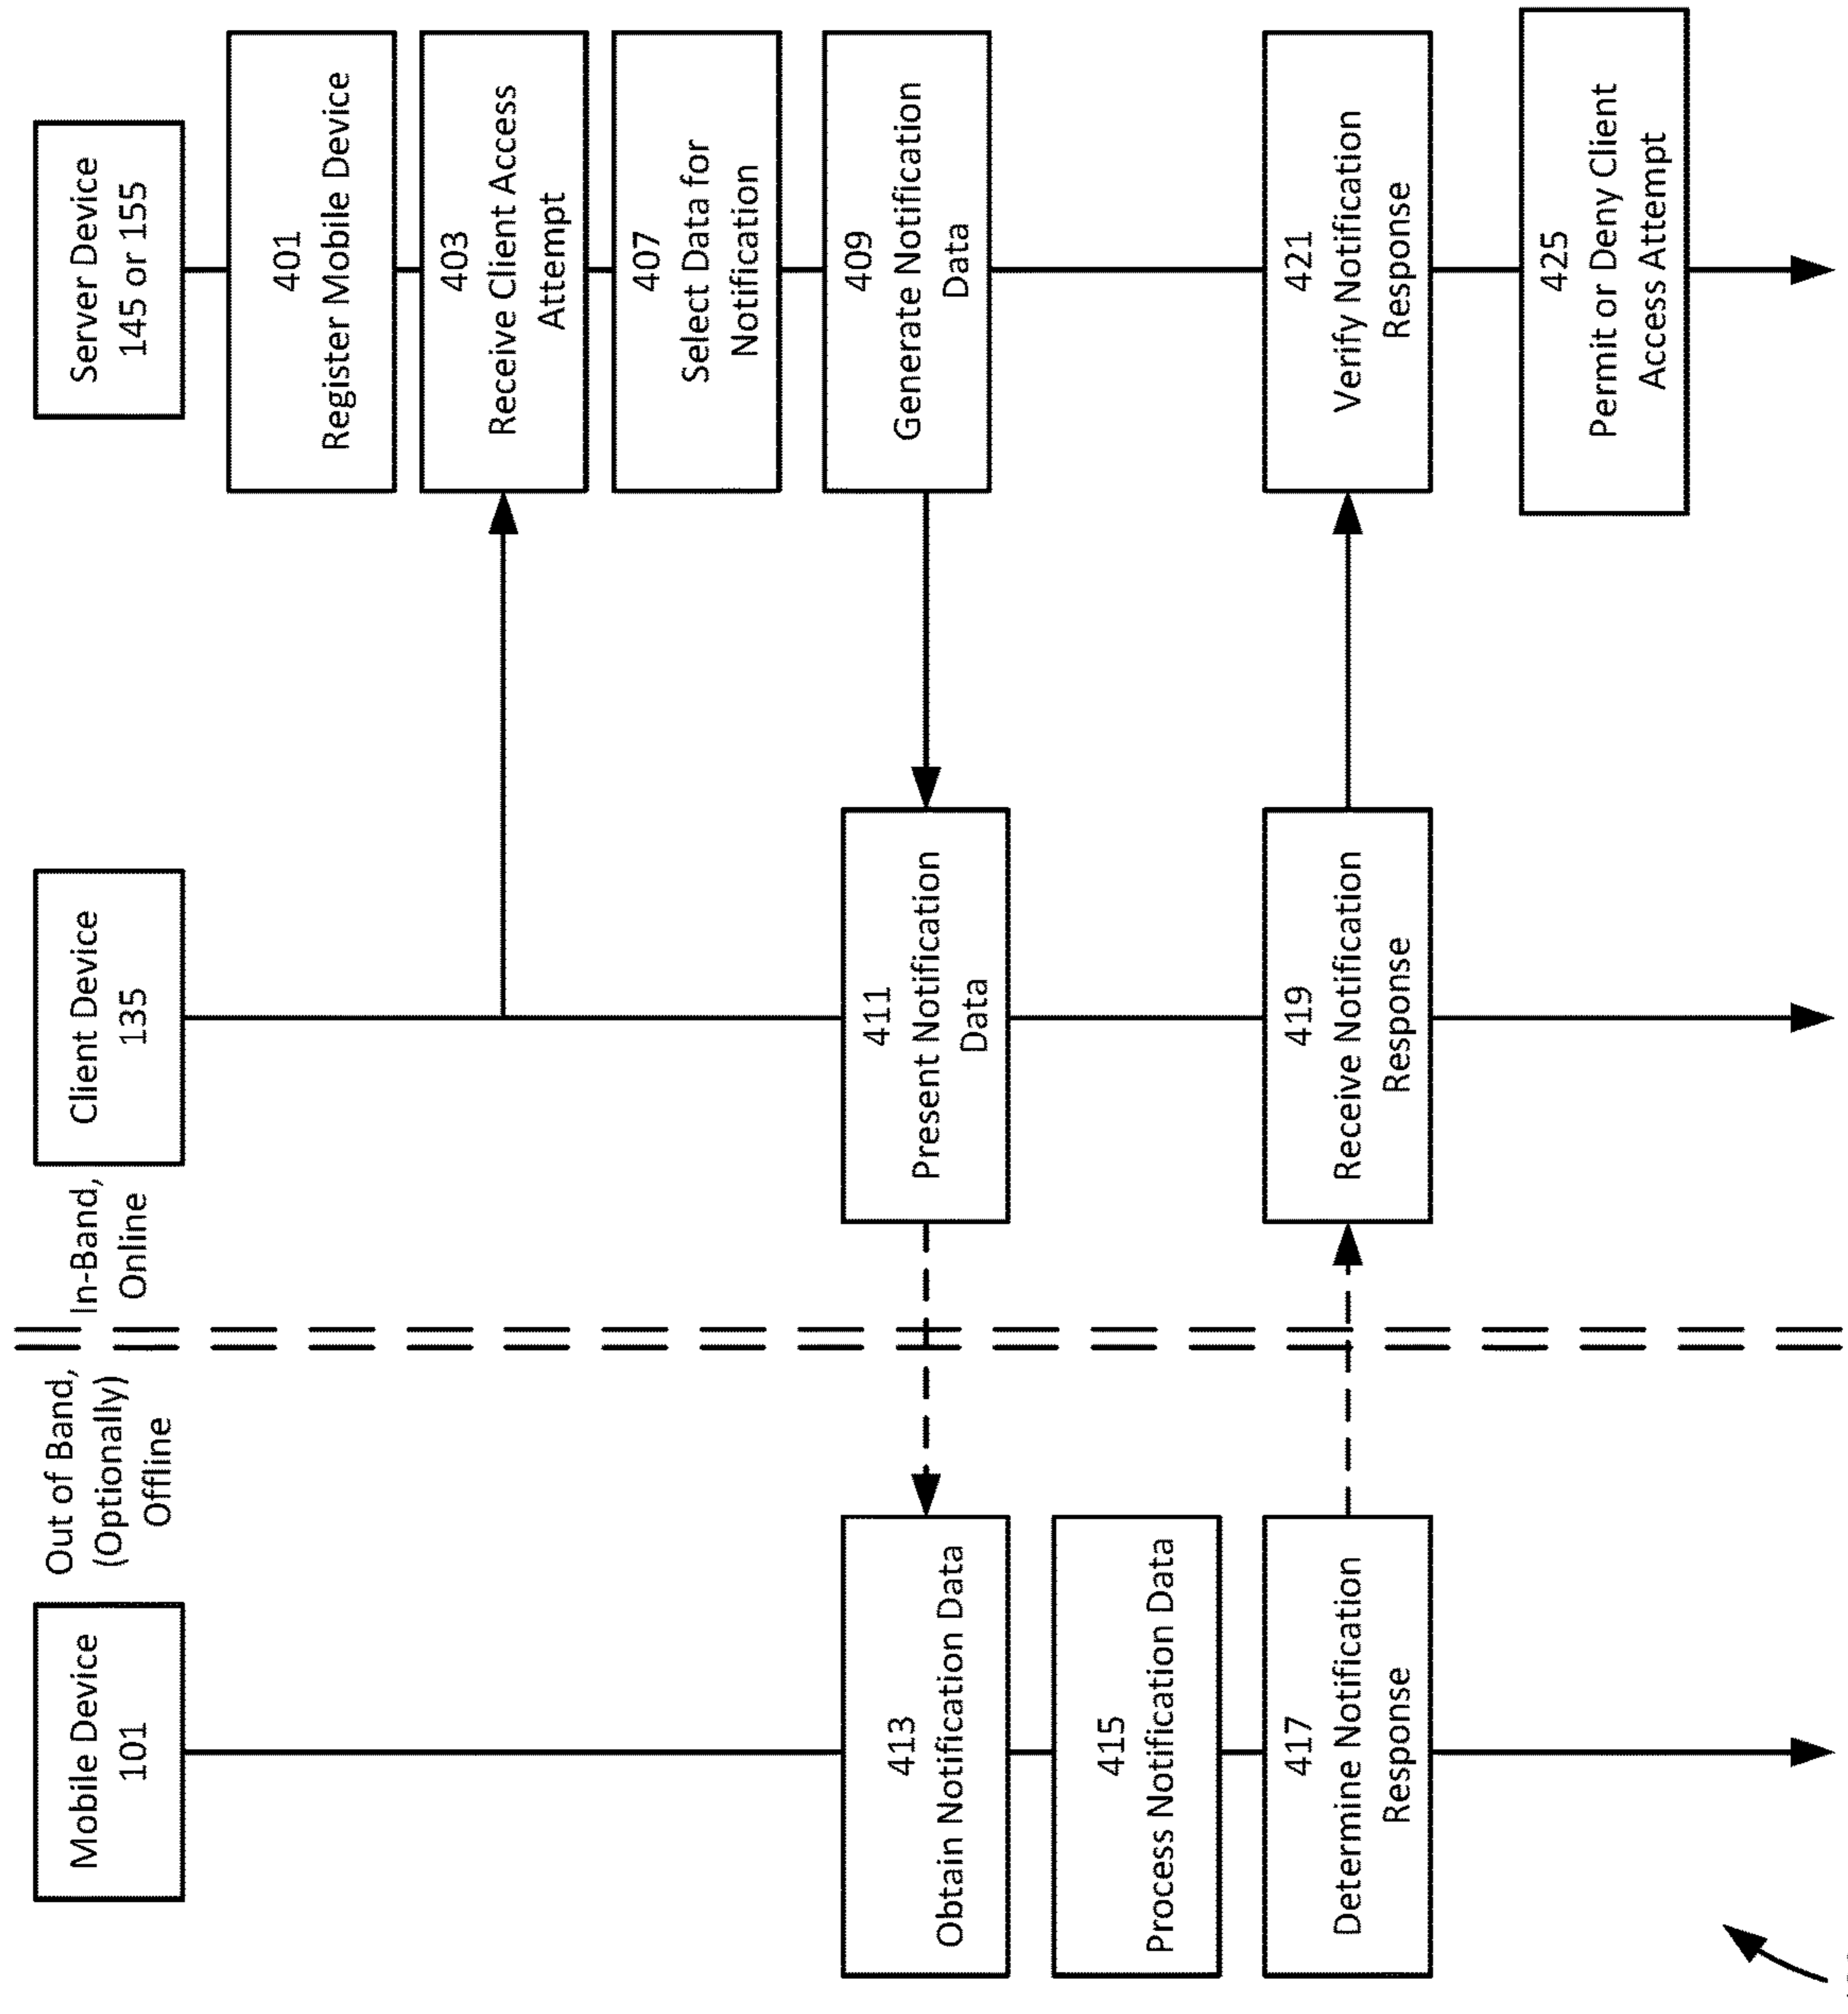 Mobile Device
101
Out of Band,
(Optionally)
Offline
In-Band,
Online
Client Device
135
Server Device
145 or 155
401
Register Mobile Device
403
Receive Client Access
Attempt
407
Select Data for
Notification
409
Generate Notification
Data
411
Present Notification
Data
413
Obtain Notification Data
415
Process Notification Data
417
Determine Notification
Response
419
Receive Notification
Response
421
Verify Notification
Response
425
Permit or Deny Client
Access Attempt